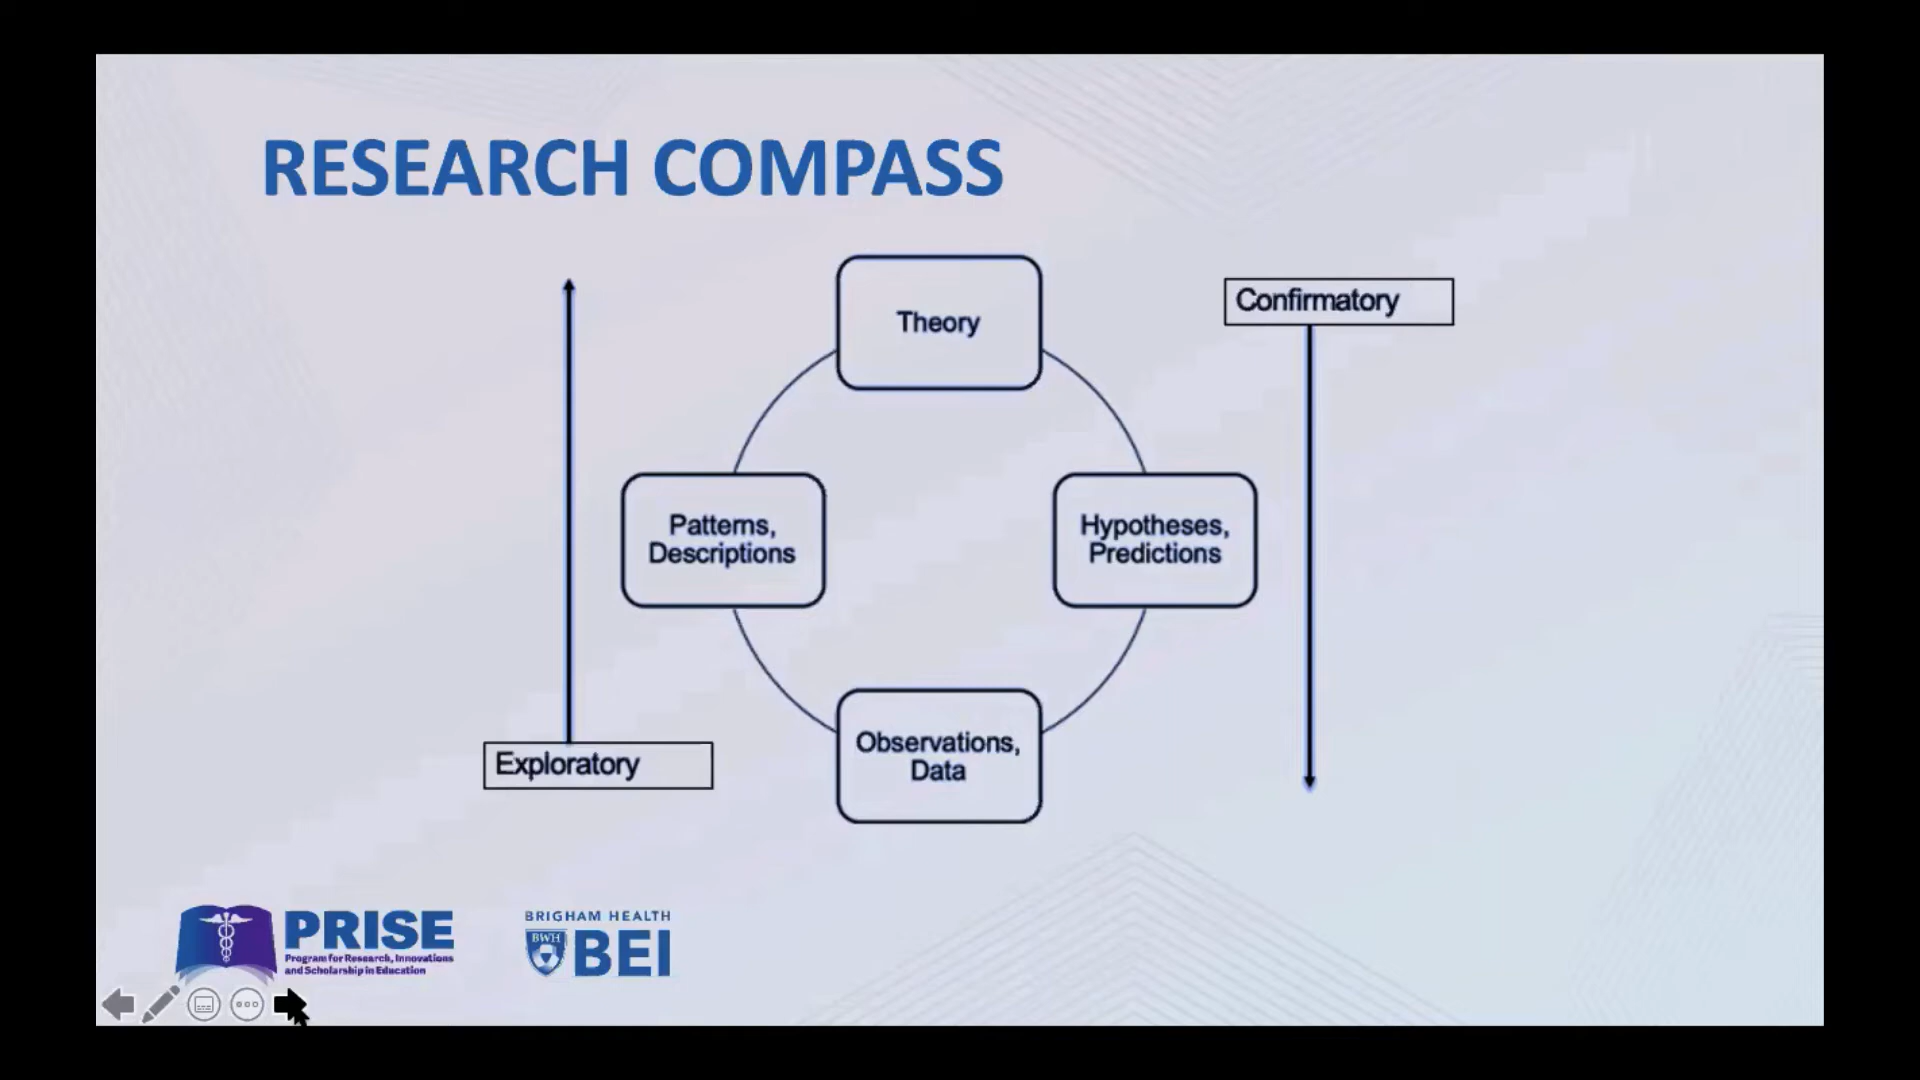 RESEARCH COMPASS
Theory
Confirmatory
Patterns,
Descriptions
Hypotheses,
Predictions
Exploratory
Observations,
Data
PRISE
Program for Research, Innovations
and Scholarship in Education
BRIGHAM HEALTH
BWH
BEI